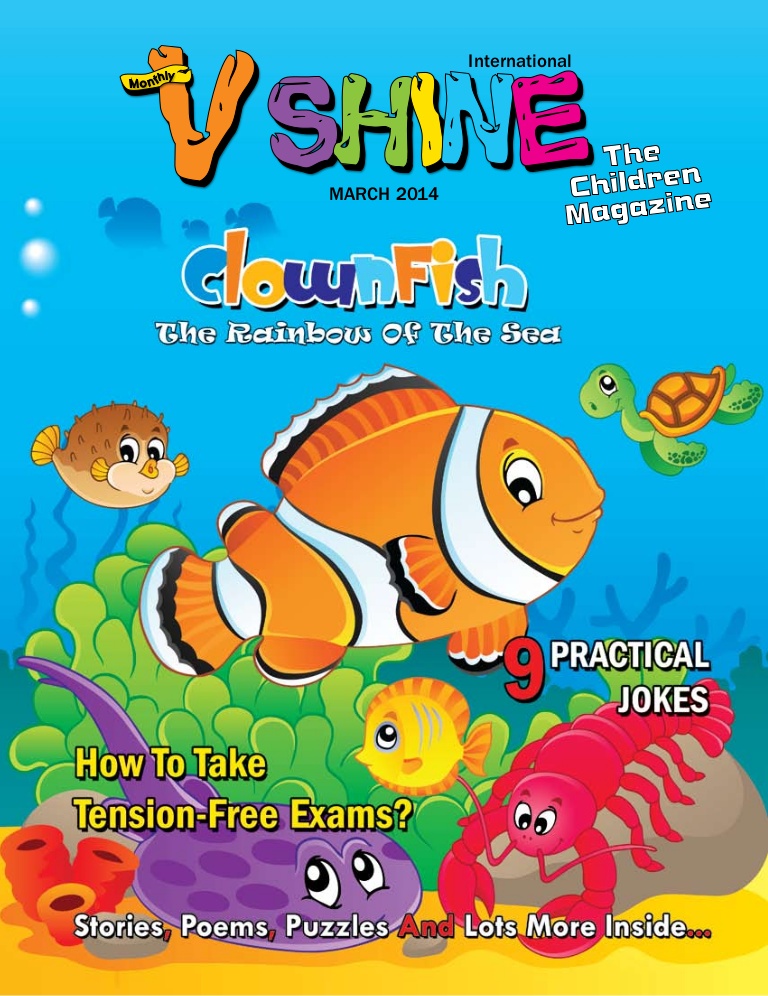 International
Monthly
V SHINE
MARCH 2014
The
Children
Magazine
ClownFish
The Rainbow Of The Sea
9 PRACTICAL
JOKES
How To Take
Tension-Free Exams?
Stories, Poems, Puzzles And Lots More Inside...